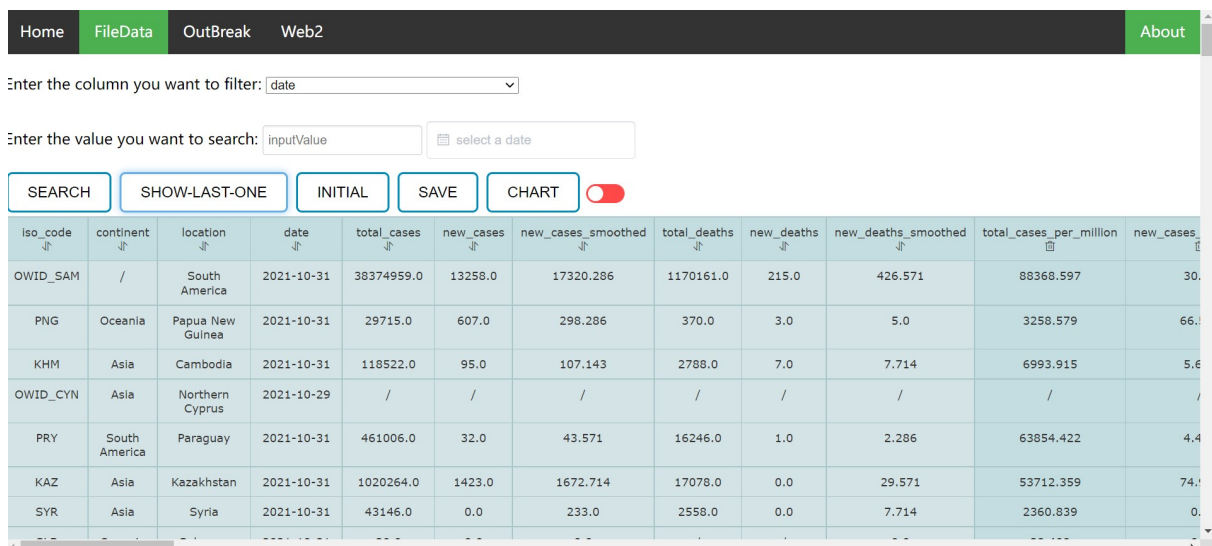 Home FileData OutBreak Web2 About
Enter the column you want to filter: date
Enter the value you want to search: inputValue select a date
SEARCH SHOW-LAST-ONE INITIAL SAVE CHART
iso_code continent location date total_cases new_cases new_cases_smoothed total_deaths new_deaths new_deaths_smoothed total_cases_per_million new_cases_
OWID_SAM / South America 2021-10-31 38374959.0 13258.0 17320.286 1170161.0 215.0 426.571 88368.597 30.
PNG Oceania Papua New Guinea 2021-10-31 29715.0 607.0 298.286 370.0 3.0 5.0 3258.579 66.
KHM Asia Cambodia 2021-10-31 118522.0 95.0 107.143 2788.0 7.0 7.714 6993.915 5.6
OWID_CYN Asia Northern Cyprus 2021-10-29 / / / / / / / /
PRY South America Paraguay 2021-10-31 461006.0 32.0 43.571 16246.0 1.0 2.286 63854.422 4.4
KAZ Asia Kazakhstan 2021-10-31 1020264.0 1423.0 1672.714 17078.0 0.0 29.571 53712.359 74.
SYR Asia Syria 2021-10-31 43146.0 0.0 233.0 2558.0 0.0 7.714 2360.839 0.